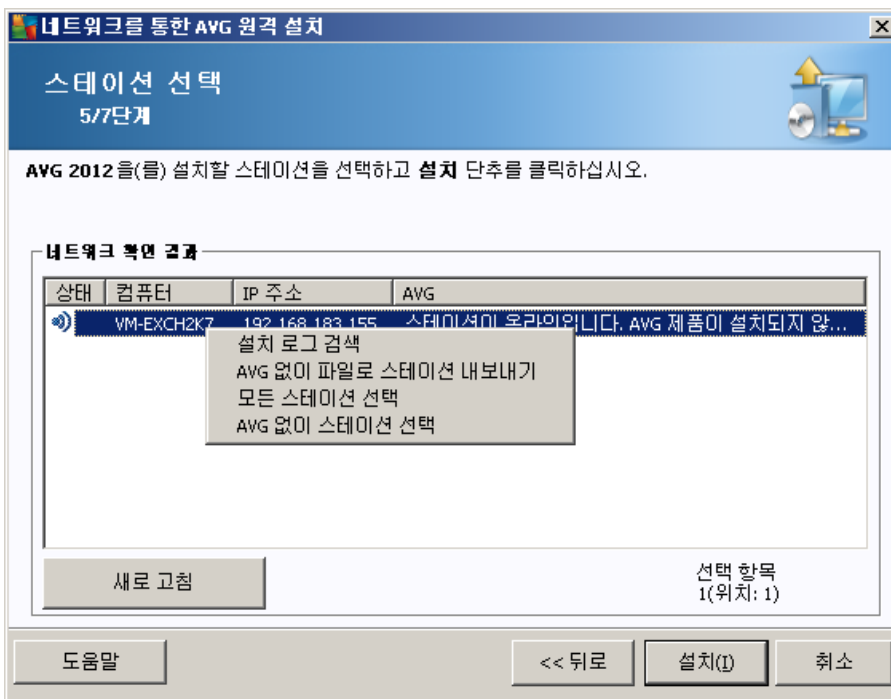 네트워크를 통한 AVG 원격 설치
스테이션 선택
5/7단계
AVG 2012을(를) 설치할 스테이션을 선택하고 설치 단추를 클릭하십시오.
네트워크 확인 결과
상태 컴퓨터 IP 주소 AVG
VM-EXCH2K7 192.168.183.155 스테이션이 온라인입니다. AVG 제품이 설치되지 않...
설치 로그 검색
AVG 없이 파일로 스테이션 내보내기
모든 스테이션 선택
AVG 없이 스테이션 선택
새로 고침
선택 항목
1(위치: 1)
도움말 << 뒤로 설치(I) 취소